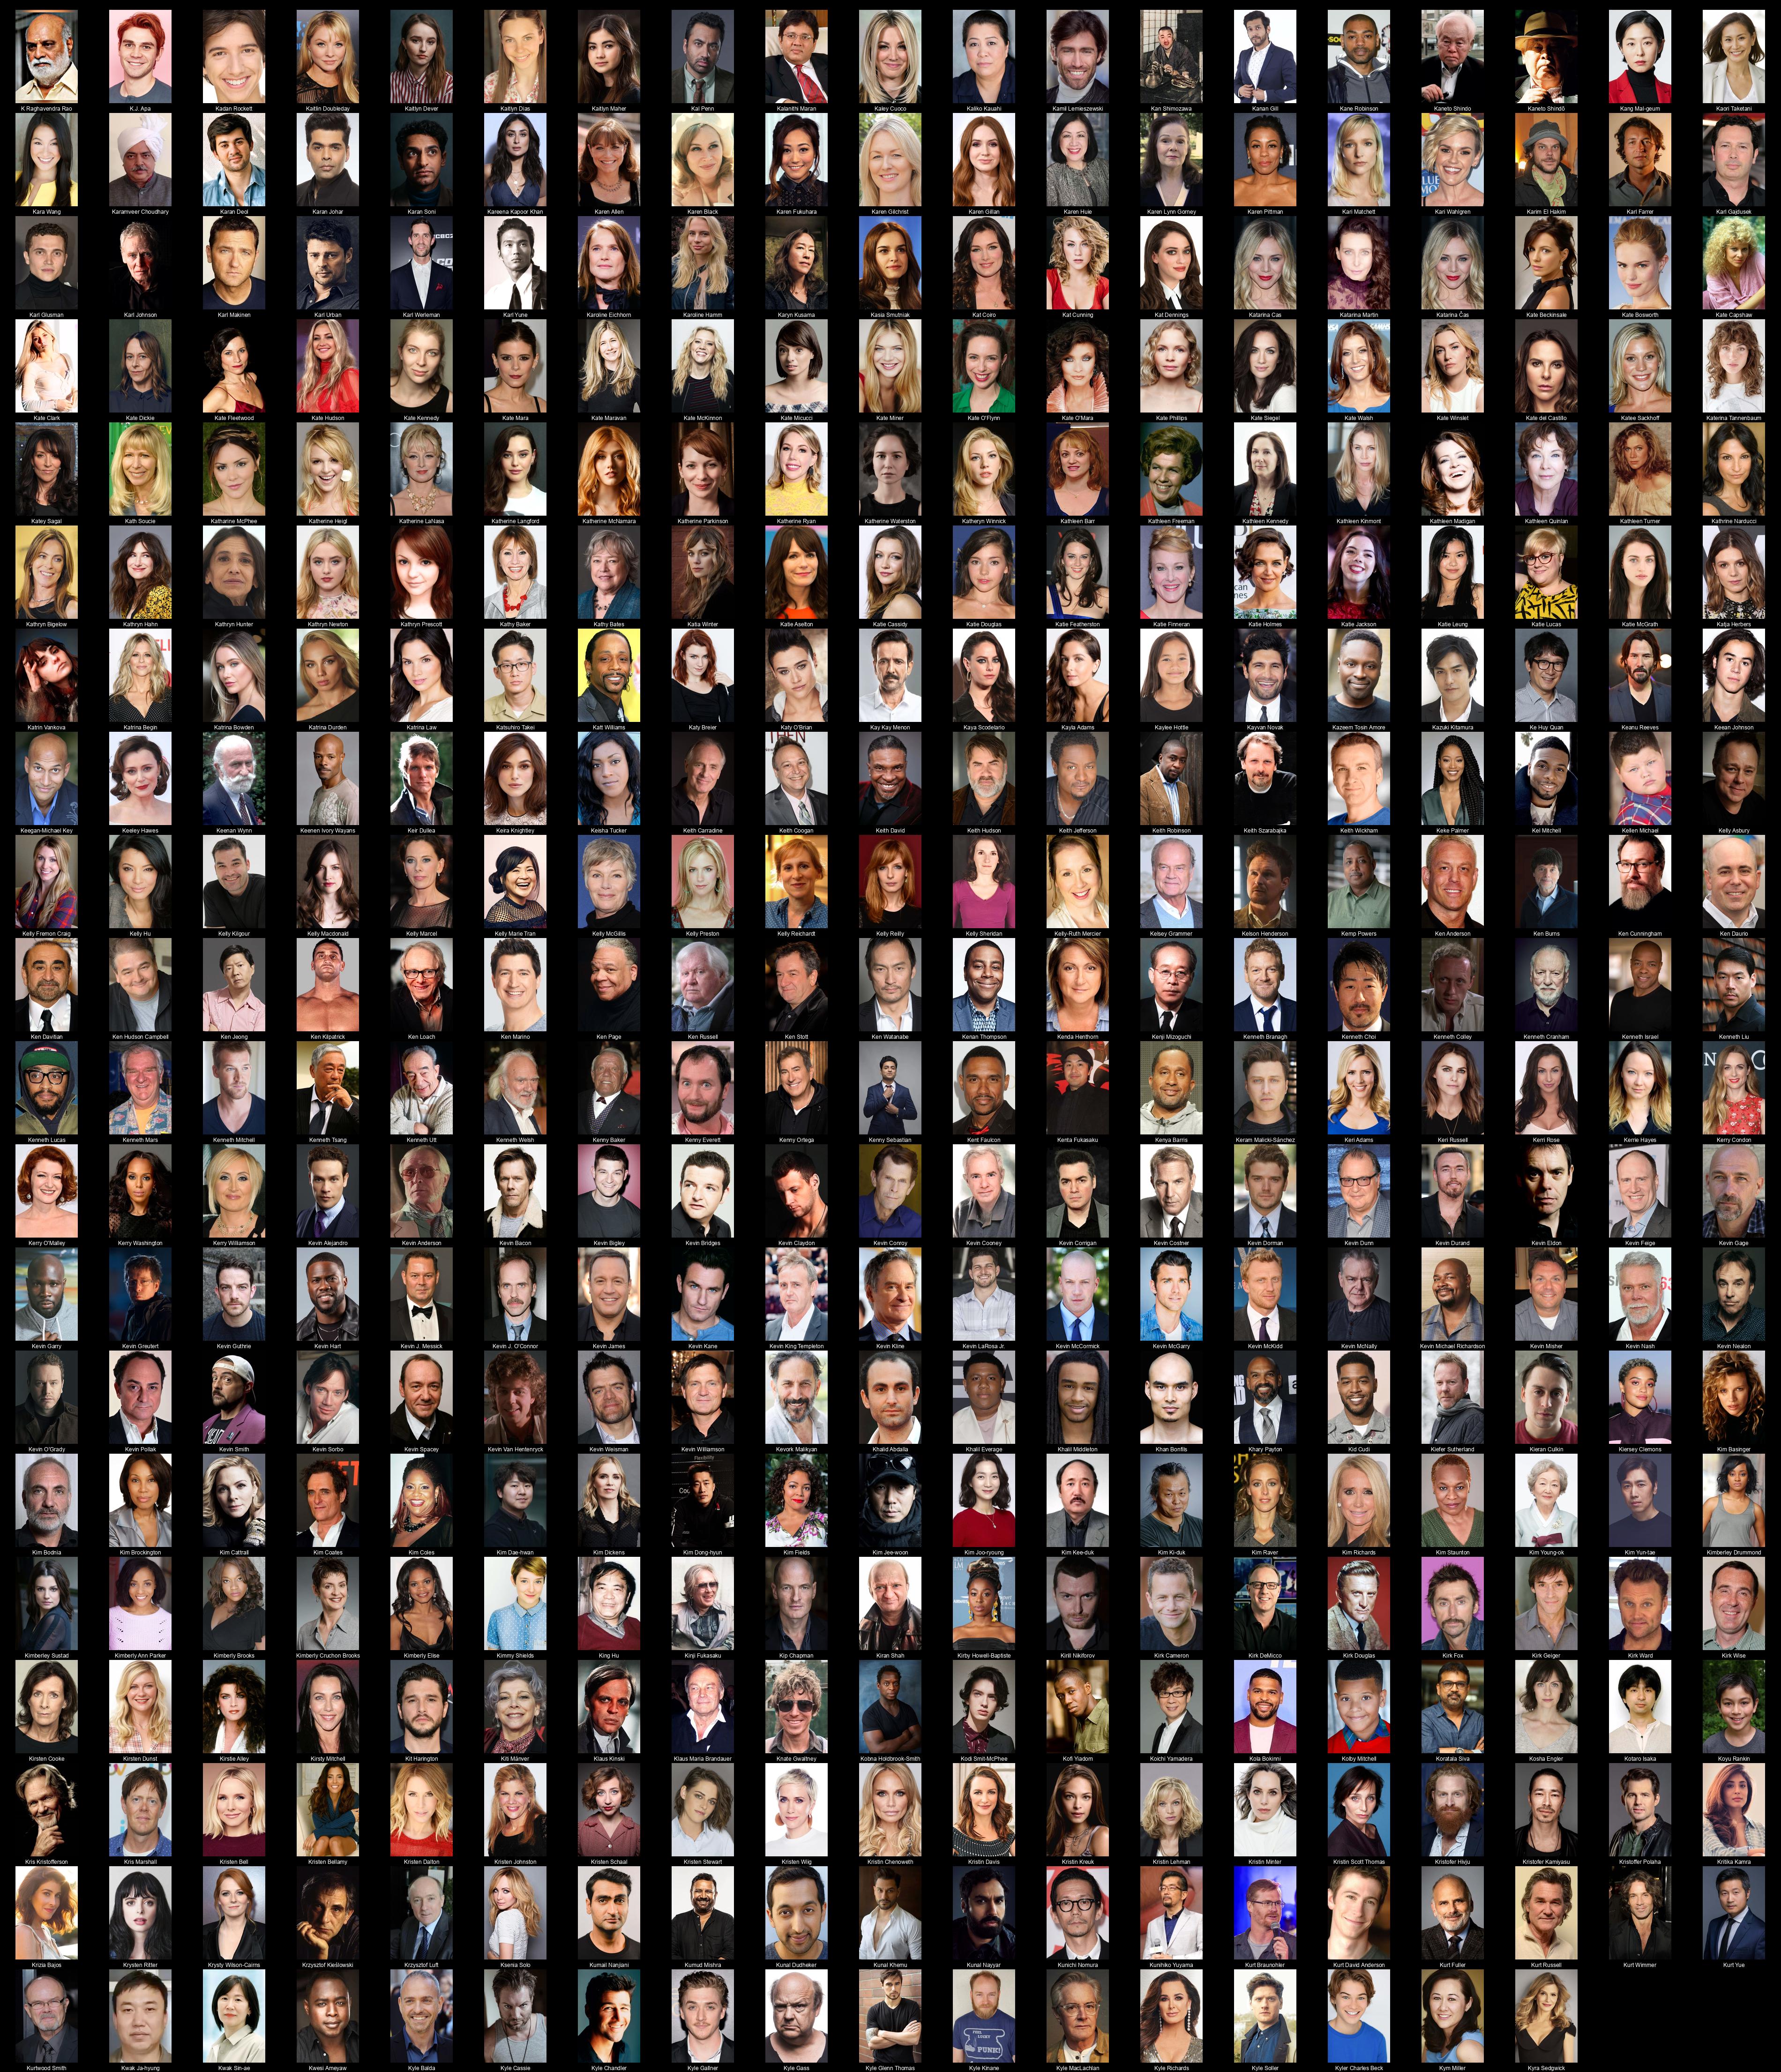 K Raghavendra Rao K.J. Apa Kadan Rockett Kaitlin Doubleday Kaitlyn Dever Kaitlyn Dias Kaitlyn Maher Kal Penn Kalanithi Maran Kaley Cuoco Kaliko Kauahi Kamil Lemieszewski Kan Shimozawa Kanan Gill Kane Robinson Kaneto Shindo Kaneto Shindô Kang Mal-geum Kaori Taketani
Kara Wang Karamveer Choudhary Karan Deol Karan Johar Karan Soni Kareena Kapoor Khan Karen Allen Karen Black Karen Fukuhara Karen Gilchrist Karen Gillan Karen Huie Karen Lynn Gorney Karen Pittman Kari Matchett Kari Wahlgren Karim El Hakim Karl Farrer Karl Gajdusek
Karl Glusman Karl Johnson Karl Makinen Karl Urban Karl Werleman Karl Yune Karoline Eichhorn Karoline Hamm Karyn Kusama Kasia Smutniak Kat Coiro Kat Cunning Kat Dennings Katarina Cas Katarina Martin Katarina Čas Kate Beckinsale Kate Bosworth Kate Capshaw
Kate Clark Kate Dickie Kate Fleetwood Kate Hudson Kate Kennedy Kate Mara Kate Maravan Kate McKinnon Kate Micucci Kate Miner Kate O'Flynn Kate O'Mara Kate Phillips Kate Siegel Kate Walsh Kate Winslet Kate del Castillo Katee Sackhoff Katerina Tannenbaum
Katey Sagal Kath Soucie Katharine McPhee Katherine Heigl Katherine LaNasa Katherine Langford Katherine McNamara Katherine Parkinson Katherine Ryan Katherine Waterston Katheryn Winnick Kathleen Barr Kathleen Freeman Kathleen Kennedy Kathleen Kinmont Kathleen Madigan Kathleen Quinlan Kathleen Turner Kathrine Narducci
Kathryn Bigelow Kathryn Hahn Kathryn Hunter Kathryn Newton Kathryn Prescott Kathy Baker Kathy Bates Katia Winter Katie Aselton Katie Cassidy Katie Douglas Katie Featherston Katie Finneran Katie Holmes Katie Jackson Katie Leung Katie Lucas Katie McGrath Katja Herbers
Katrin Vankova Katrina Begin Katrina Bowden Katrina Durden Katrina Law Katsuhiro Takei Katt Williams Katy Breier Katy O'Brian Kay Kay Menon Kaya Scodelario Kayla Adams Kaylee Hottle Kayvan Novak Kazeem Tosin Amore Kazuki Kitamura Ke Huy Quan Keanu Reeves Keean Johnson
Keegan-Michael Key Keeley Hawes Keenan Wynn Keenen Ivory Wayans Keir Dullea Keira Knightley Keisha Tucker Keith Carradine Keith Coogan Keith David Keith Hudson Keith Jefferson Keith Robinson Keith Szarabajka Keith Wickham Keke Palmer Kel Mitchell Kellen Michael Kelly Asbury
Kelly Fremon Craig Kelly Hu Kelly Kilgour Kelly Macdonald Kelly Marcel Kelly Marie Tran Kelly McGillis Kelly Preston Kelly Reichardt Kelly Reilly Kelly Sheridan Kelly-Ruth Mercier Kelsey Grammer Kelson Henderson Kemp Powers Ken Anderson Ken Burns Ken Cunningham Ken Daurio
Ken Davitian Ken Hudson Campbell Ken Jeong Ken Kilpatrick Ken Loach Ken Marino Ken Page Ken Russell Ken Stott Ken Watanabe Kenan Thompson Kenda Henthorn Kenji Mizoguchi Kenneth Branagh Kenneth Choi Kenneth Colley Kenneth Cranham Kenneth Israel Kenneth Liu
Kenneth Lucas Kenneth Mars Kenneth Mitchell Kenneth Tsang Kenneth Utt Kenneth Welsh Kenny Baker Kenny Everett Kenny Ortega Kenny Sebastian Kent Faulcon Kenta Fukasaku Kenya Barris Keram Malicki-Sánchez Keri Adams Keri Russell Kerri Rose Kerrie Hayes Kerry Condon
Kerry O'Malley Kerry Washington Kerry Williamson Kevin Alejandro Kevin Anderson Kevin Bacon Kevin Bigley Kevin Bridges Kevin Claydon Kevin Conroy Kevin Cooney Kevin Corrigan Kevin Costner Kevin Dorman Kevin Dunn Kevin Durand Kevin Eldon Kevin Feige Kevin Gage
Kevin Garry Kevin Greutert Kevin Guthrie Kevin Hart Kevin J. Messick Kevin J. O'Connor Kevin James Kevin Kane Kevin King Templeton Kevin Kline Kevin LaRosa Jr. Kevin McCormick Kevin McGarry Kevin McKidd Kevin McNally Kevin Michael Richardson Kevin Misher Kevin Nash Kevin Nealon
Kevin O'Grady Kevin Pollak Kevin Smith Kevin Sorbo Kevin Spacey Kevin Van Hentenryck Kevin Weisman Kevin Williamson Kevork Malikyan Khalid Abdalla Khalil Everage Khalil Middleton Khan Bonfils Khary Payton Kid Cudi Kiefer Sutherland Kieran Culkin Kiersey Clemons Kim Basinger
Kim Bodnia Kim Brockington Kim Cattrall Kim Coates Kim Coles Kim Dae-hwan Kim Dickens Kim Dong-hyun Kim Fields Kim Jee-woon Kim Joo-ryoung Kim Kee-duk Kim Ki-duk Kim Raver Kim Richards Kim Staunton Kim Young-ok Kim Yun-tae Kimberley Drummond
Kimberley Sustad Kimberly Ann Parker Kimberly Brooks Kimberly Cruchon Brooks Kimberly Elise Kimmy Shields King Hu Kinji Fukasaku Kip Chapman Kiran Shah Kirby Howell-Baptiste Kirill Nikiforov Kirk Cameron Kirk DeMicco Kirk Douglas Kirk Fox Kirk Geiger Kirk Ward Kirk Wise
Kirsten Cooke Kirsten Dunst Kirstie Alley Kirsty Mitchell Kit Harington Kiti Mánver Klaus Kinski Klaus Maria Brandauer Knate Gwaltney Kobna Holdbrook-Smith Kodi Smit-McPhee Kofi Yiadom Koichi Yamadera Kola Bokinni Kolby Mitchell Koratala Siva Kosha Engler Kotaro Isaka Koyu Rankin
Kris Kristofferson Kris Marshall Kristen Bell Kristen Bellamy Kristen Dalton Kristen Johnston Kristen Schaal Kristen Stewart Kristen Wiig Kristin Chenoweth Kristin Davis Kristin Kreuk Kristin Lehman Kristin Minter Kristin Scott Thomas Kristofer Hivju Kristofer Kamiyasu Kristoffer Polaha Kritika Kamra
Krizia Bajos Krysten Ritter Krysty Wilson-Cairns Krzysztof Kieślowski Krzysztof Luft Ksenia Solo Kumail Nanjiani Kumud Mishra Kunal Dudheker Kunal Khemu Kunal Nayyar Kunichi Nomura Kunihiko Yuyama Kurt Braunohler Kurt David Anderson Kurt Fuller Kurt Russell Kurt Wimmer Kurt Yue
Kurtwood Smith Kwak Ja-hyung Kwak Sin-ae Kwesi Ameyaw Kyle Balda Kyle Cassie Kyle Chandler Kyle Gallner Kyle Gass Kyle Glenn Thomas Kyle Kinane Kyle MacLachlan Kyle Richards Kyle Soller Kyler Charles Beck Kym Miller Kyra Sedgwick